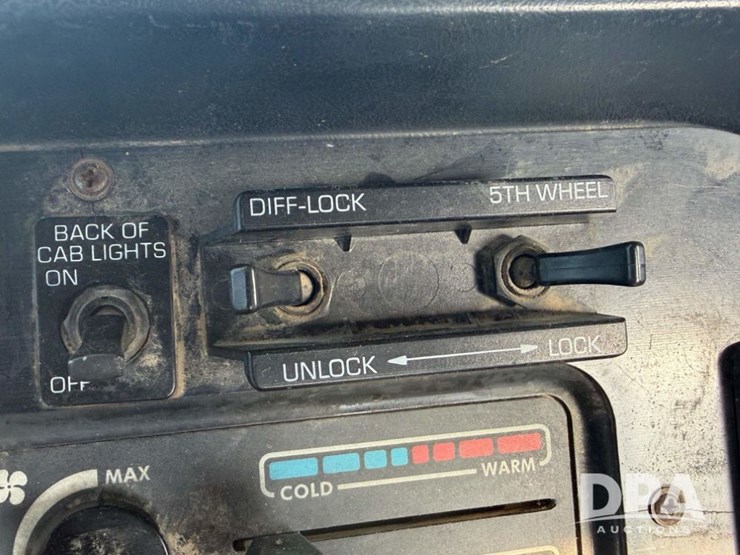 BACK OF
CAB LIGHTS
ON
OFF
DIFF-LOCK 5TH WHEEL
UNLOCK LOCK
MAX
COLD WARM
DPA
AUCTIONS